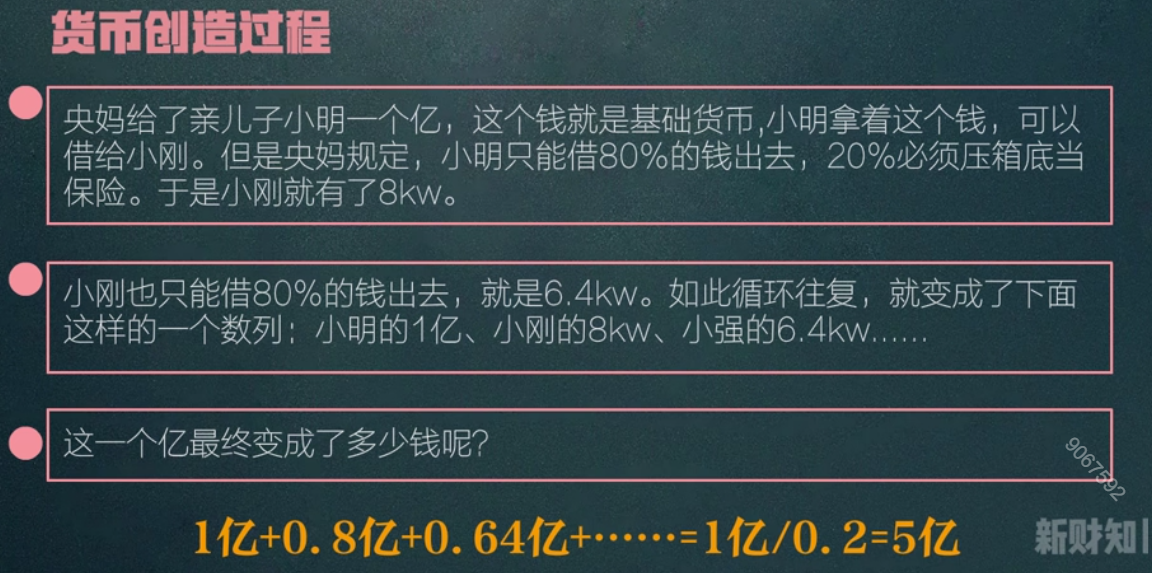 货币创造过程
央妈给了亲儿子小明一个亿，这个钱就是基础货币,小明拿着这个钱，可以
借给小刚。但是央妈规定，小明只能借80%的钱出去，20%必须压箱底当
保险。于是小刚就有了8kw。
小刚也只能借80%的钱出去，就是6.4kw。如此循环往复，就变成了下面
这样的一个数列：小明的1亿、小刚的8kw、小强的6.4kw......
这一个亿最终变成了多少钱呢?
9067592
1亿+0.8亿+0.64亿+······=1亿/0.2=5亿
新财知